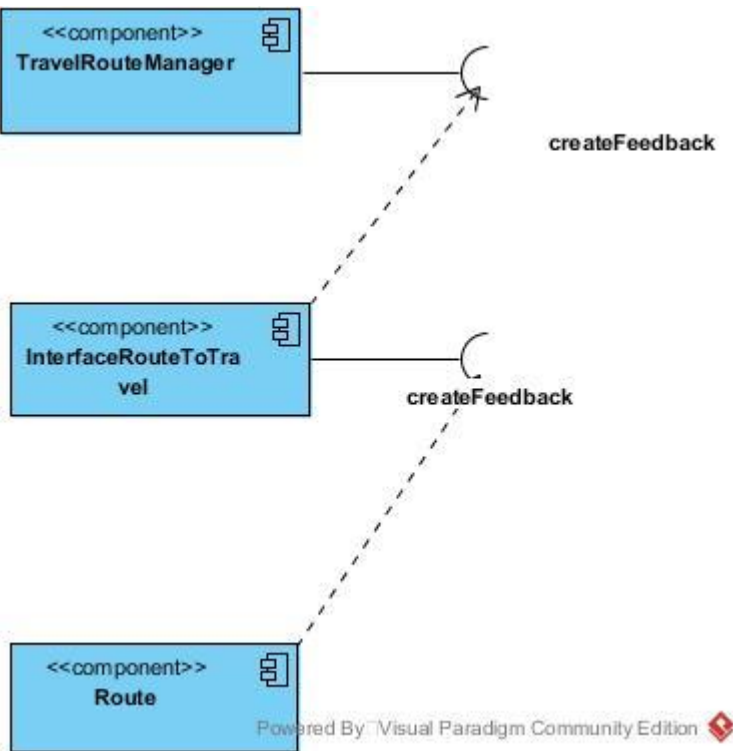 <<component>>
TravelRouteManager
createFeedback
<<component>>
InterfaceRouteToTra
vel
createFeedback
<<component>>
Route
Powered By Visual Paradigm Community Edition